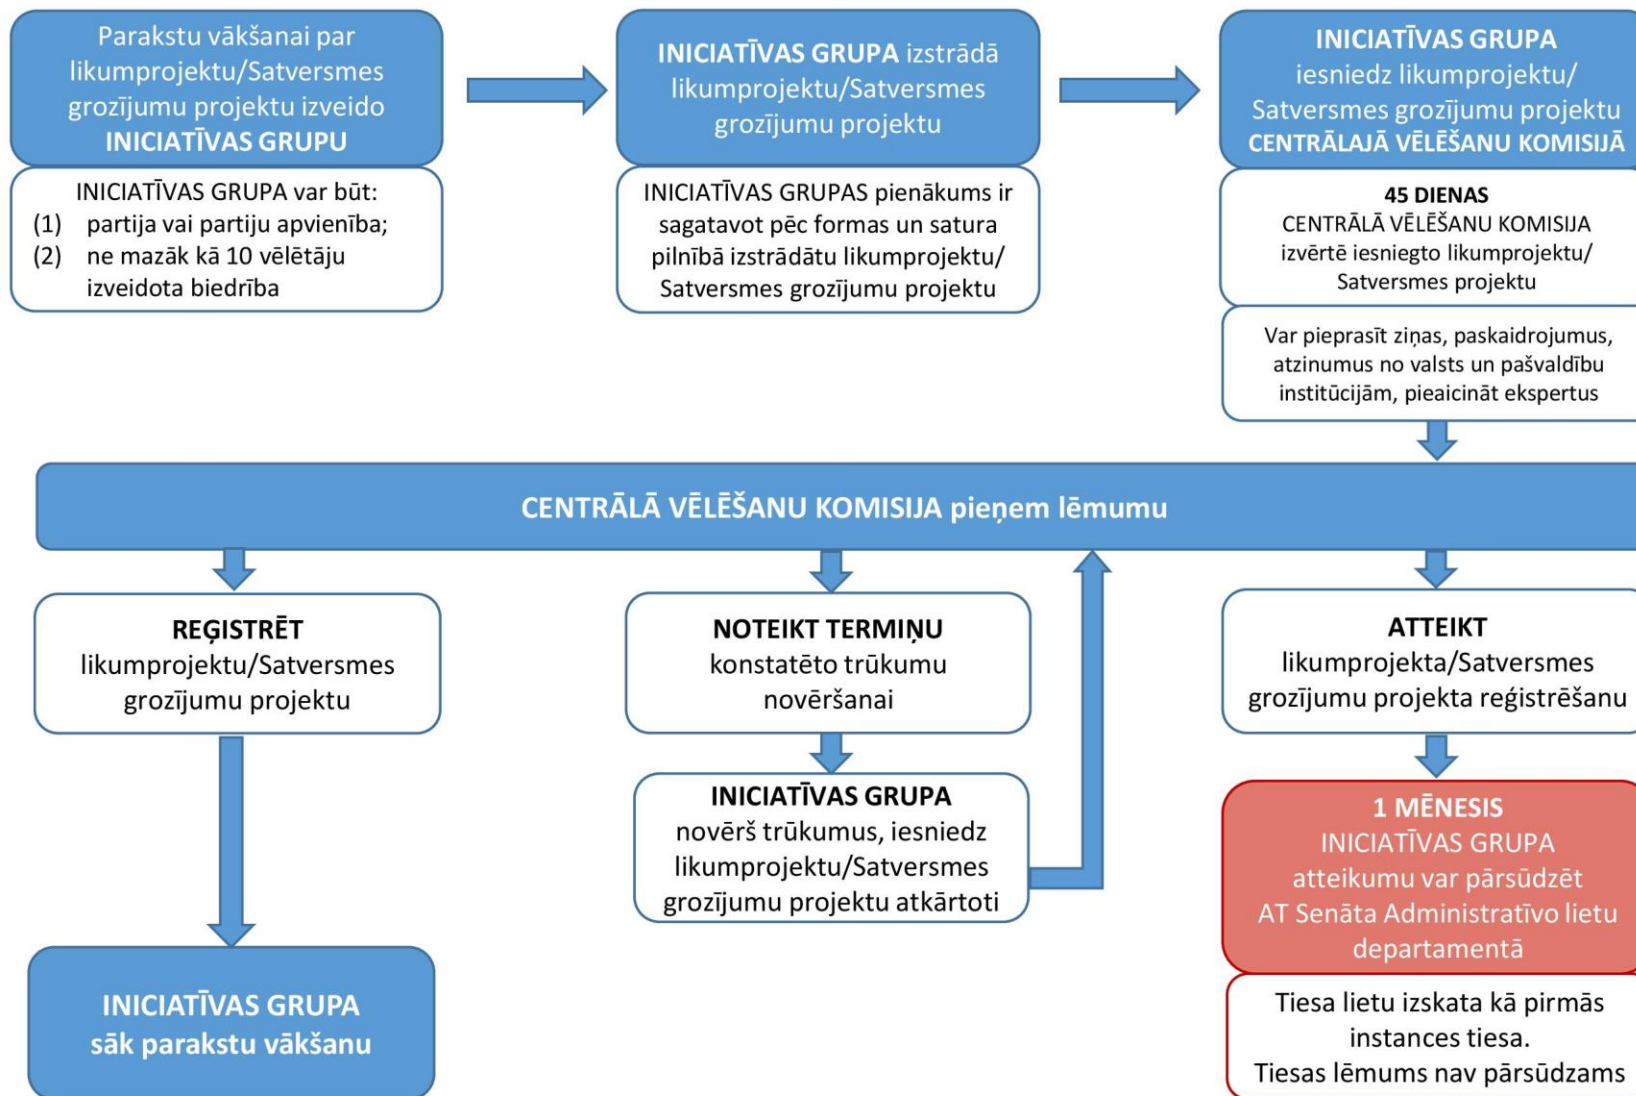 Parakstu vākšanai par
likumprojektu/Satversmes
grozījumu projektu izveido
INICIATĪVAS GRUPU
INICIATĪVAS GRUPA var būt:
(1) partija vai partiju apvienība;
(2) ne mazāk kā 10 vēlētāju
izveidota biedrība
INICIATĪVAS GRUPA izstrādā
likumprojektu/Satversmes
grozījumu projektu
INICIATĪVAS GRUPAS pienākums ir
sagatavot pēc formas un satura
pilnībā izstrādātu likumprojektu/
Satversmes grozījumu projektu
INICIATĪVAS GRUPA
iesniedz likumprojektu/
Satversmes grozījumu projektu
CENTRĀLAJĀ VĒLĒŠANU KOMISIJĀ
45 DIENAS
CENTRĀLĀ VĒLĒŠANU KOMISIJA
izvērtē iesniegto likumprojektu/
Satversmes projektu
Var pieprasīt ziņas, paskaidrojumus,
atzinumus no valsts un pašvaldību
institūcijām, pieaicināt ekspertus
CENTRĀLĀ VĒLĒŠANU KOMISIJA pieņem lēmumu
REĢISTRĒT
likumprojektu/Satversmes
grozījumu projektu
INICIATĪVAS GRUPA
sāk parakstu vākšanu
NOTEIKT TERMIŅU
konstatēto trūkumu
novēršanai
INICIATĪVAS GRUPA
novērš trūkumus, iesniedz
likumprojektu/Satversmes
grozījumu projektu atkārtoti
ATTEIKT
likumprojekta/Satversmes
grozījumu projekta reģistrēšanu
1 MĒNESIS
INICIATĪVAS GRUPA
atteikumu var pārsūdzēt
AT Senāta Administratīvo lietu
departamentā
Tiesa lietu izskata kā pirmās
instances tiesa.
Tiesas lēmums nav pārsūdzams